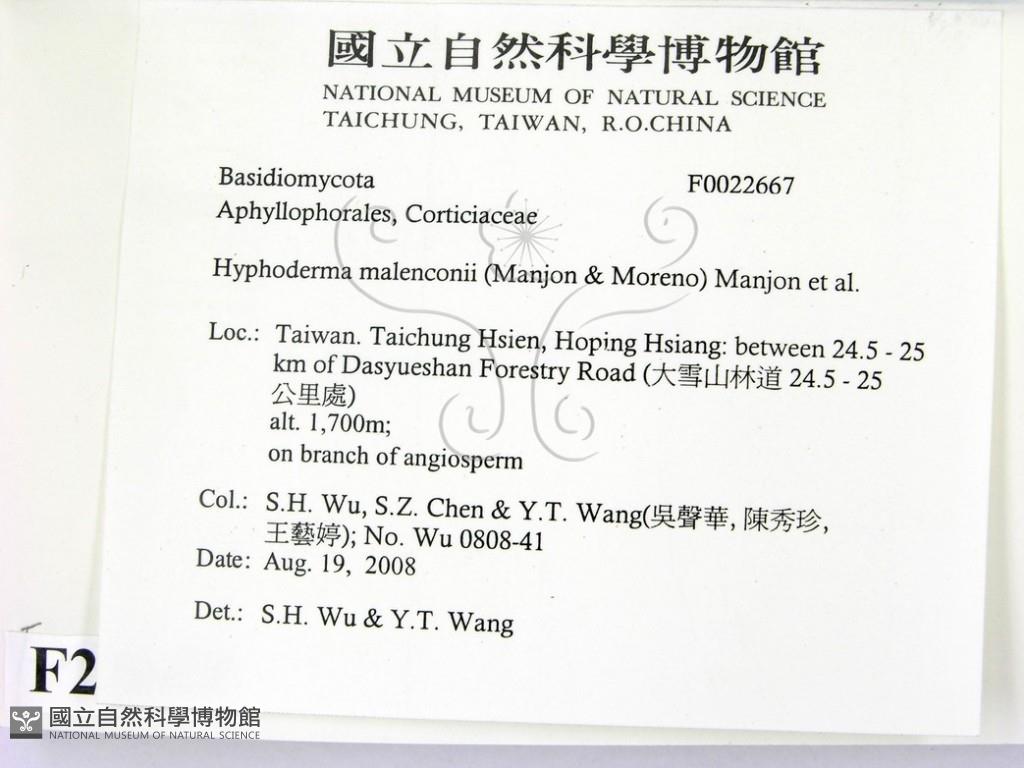 國立自然科學博物館
NATIONAL MUSEUM OF NATURAL SCIENCE
TAICHUNG, TAIWAN, R.O.CHINA
Basidiomycota F0022667
Aphyllophorales, Corticiaceae
Hyphoderma malenconii (Manjon & Moreno) Manjon et al.
Loc.: Taiwan. Taichung Hsien, Hoping Hsiang: between 24.5 - 25
km of Dasyueshan Forestry Road (大雪山林道 24.5 - 25
公里處)
alt. 1,700m;
on branch of angiosperm
Col.: S.H. Wu, S.Z. Chen & Y.T. Wang(吳聲華, 陳秀珍,
王藝婷); No. Wu 0808-41
Date: Aug. 19, 2008
Det.: S.H. Wu & Y.T. Wang
F2
國立自然科學博物館
NATIONAL MUSEUM OF NATURAL SCIENCE